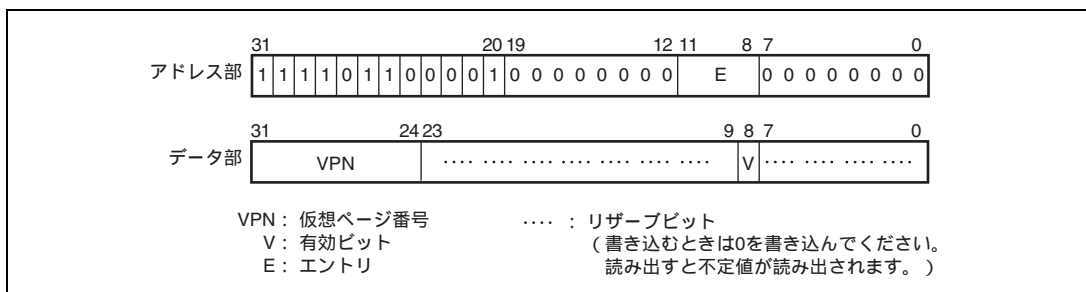 31 20 19 12 11 8 7 0
アドレス部 1 1 1 1 0 1 1 0 0 0 0 1 0 0 0 0 0 0 0 0 E 0 0 0 0 0 0 0 0
31 24 23 9 8 7 0
データ部 VPN ‥‥ ‥‥ ‥‥ ‥‥ ‥‥ ‥‥ ‥‥ V ‥‥ ‥‥ ‥‥ ‥‥
VPN： 仮想ページ番号 ‥‥ ： リザーブビット
V： 有効ビット （書き込むときは0を書き込んでください。
E： エントリ 読み出すと不定値が読み出されます。）